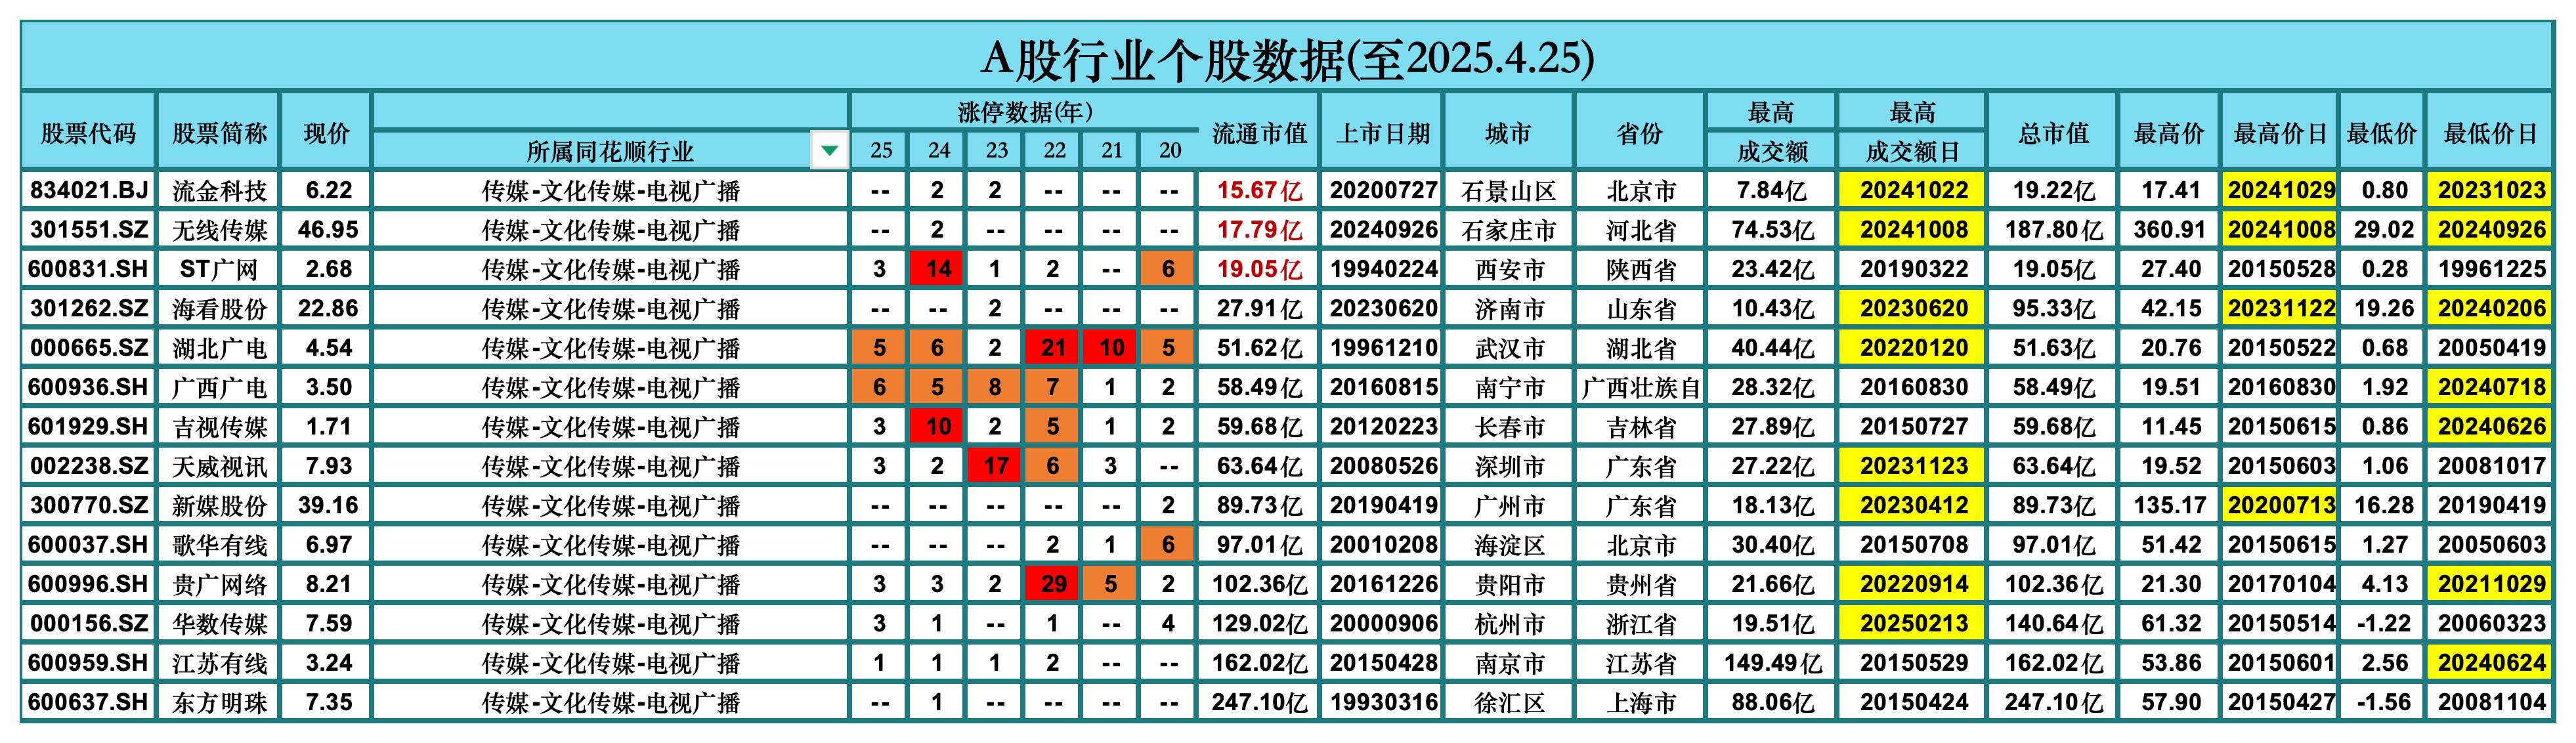 A股行业个股数据(至2025.4.25)
股票代码 股票简称 现价 所属同花顺行业 涨停数据(年) 25 24 23 22 21 20 流通市值 上市日期 城市 省份 最高成交额 最高成交额日 总市值 最高价 最高价日 最低价 最低价日
834021.BJ 流金科技 6.22 传媒-文化传媒-电视广播 -- 2 2 -- -- -- 15.67亿 20200727 石景山区 北京市 7.84亿 20241022 19.22亿 17.41 20241029 0.80 20231023
301551.SZ 无线传媒 46.95 传媒-文化传媒-电视广播 -- 2 -- -- -- -- 17.79亿 20240926 石家庄市 河北省 74.53亿 20241008 187.80亿 360.91 20241008 29.02 20240926
600831.SH ST广网 2.68 传媒-文化传媒-电视广播 3 14 1 2 -- 6 19.05亿 19940224 西安市 陕西省 23.42亿 20190322 19.05亿 27.40 20150528 0.28 19961225
301262.SZ 海看股份 22.86 传媒-文化传媒-电视广播 -- -- 2 -- -- -- 27.91亿 20230620 济南市 山东省 10.43亿 20230620 95.33亿 42.15 20231122 19.26 20240206
000665.SZ 湖北广电 4.54 传媒-文化传媒-电视广播 5 6 2 21 10 5 51.62亿 19961210 武汉市 湖北省 40.44亿 20220120 51.63亿 20.76 20150522 0.68 20050419
600936.SH 广西广电 3.50 传媒-文化传媒-电视广播 6 5 8 7 1 2 58.49亿 20160815 南宁市 广西壮族自 28.32亿 20160830 58.49亿 19.51 20160830 1.92 20240718
601929.SH 吉视传媒 1.71 传媒-文化传媒-电视广播 3 10 2 5 1 2 59.68亿 20120223 长春市 吉林省 27.89亿 20150727 59.68亿 11.45 20150615 0.86 20240626
002238.SZ 天威视讯 7.93 传媒-文化传媒-电视广播 3 2 17 6 3 -- 63.64亿 20080526 深圳市 广东省 27.22亿 20231123 63.64亿 19.52 20150603 1.06 20081017
300770.SZ 新媒股份 39.16 传媒-文化传媒-电视广播 -- -- -- -- -- 2 89.73亿 20190419 广州市 广东省 18.13亿 20230412 89.73亿 135.17 20200713 16.28 20190419
600037.SH 歌华有线 6.97 传媒-文化传媒-电视广播 -- -- -- 2 1 6 97.01亿 20010208 海淀区 北京市 30.40亿 20150708 97.01亿 51.42 20150615 1.27 20050603
600996.SH 贵广网络 8.21 传媒-文化传媒-电视广播 3 3 2 29 5 2 102.36亿 20161226 贵阳市 贵州省 21.66亿 20220914 102.36亿 21.30 20170104 4.13 20211029
000156.SZ 华数传媒 7.59 传媒-文化传媒-电视广播 3 1 -- 1 -- 4 129.02亿 20000906 杭州市 浙江省 19.51亿 20250213 140.64亿 61.32 20150514 -1.22 20060323
600959.SH 江苏有线 3.24 传媒-文化传媒-电视广播 1 1 1 2 -- -- 162.02亿 20150428 南京市 江苏省 149.49亿 20150529 162.02亿 53.86 20150601 2.56 20240624
600637.SH 东方明珠 7.35 传媒-文化传媒-电视广播 -- 1 -- -- -- -- 247.10亿 19930316 徐汇区 上海市 88.06亿 20150424 247.10亿 57.90 20150427 -1.56 20081104